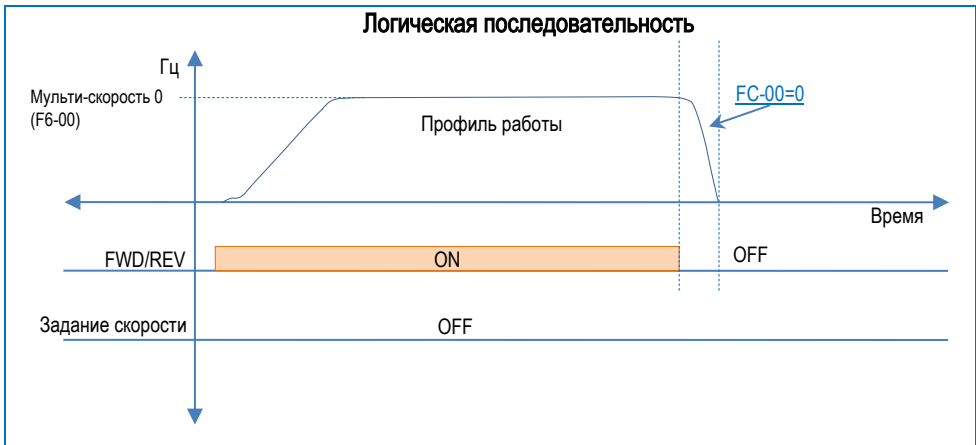 Логическая последовательность
Гц
Мульти-скорость 0
(F6-00)
FC-00=0
Профиль работы
Время
FWD/REV
ON
OFF
Задание скорости
OFF